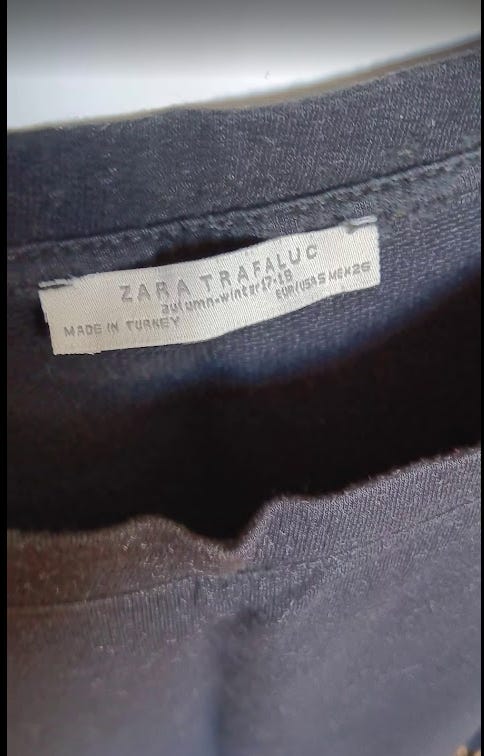 ZARA TRAFALUC
autumn-winter 17-18
EUR/USA S MEX 26
MADE IN TURKEY